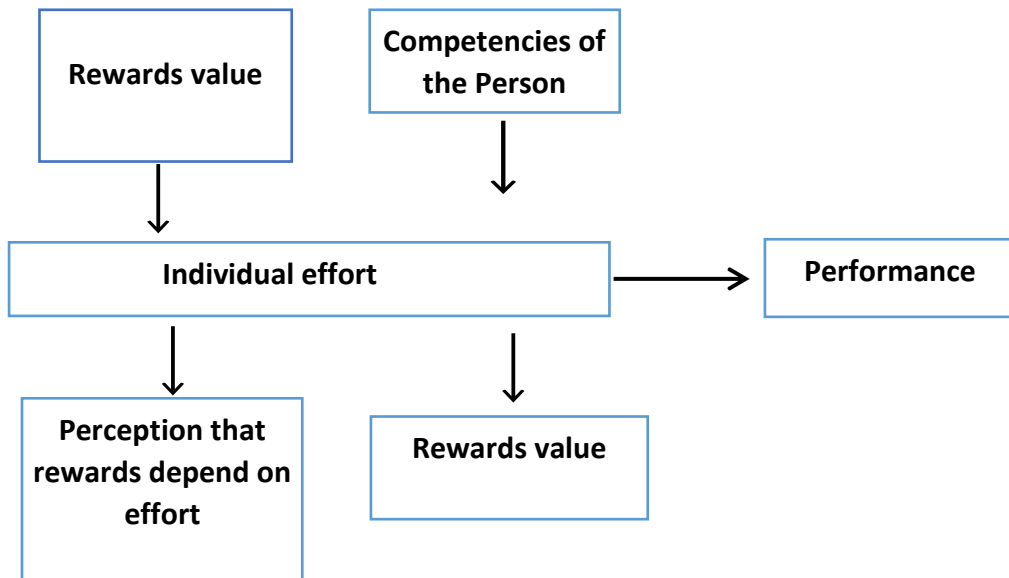 Rewards value
Competencies of
the Person
Individual effort
Performance
Perception that
rewards depend on
effort
Rewards value